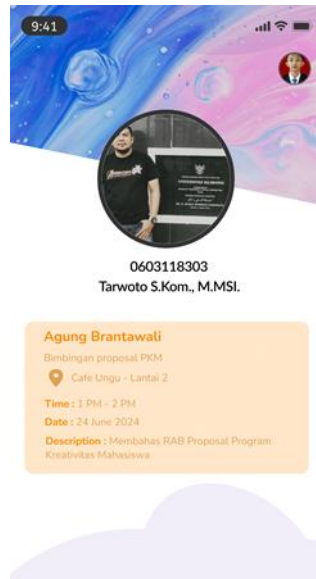 9:41
0603118303
Tarwoto S.Kom., M.MSI.
Agung Brantawali
Bimbingan proposal PKM
Cafe Ungu - Lantai 2
Time : 1 PM - 2 PM
Date : 24 June 2024
Description : Membahas RAB Proposal Program
Kreativitas Mahasiswa